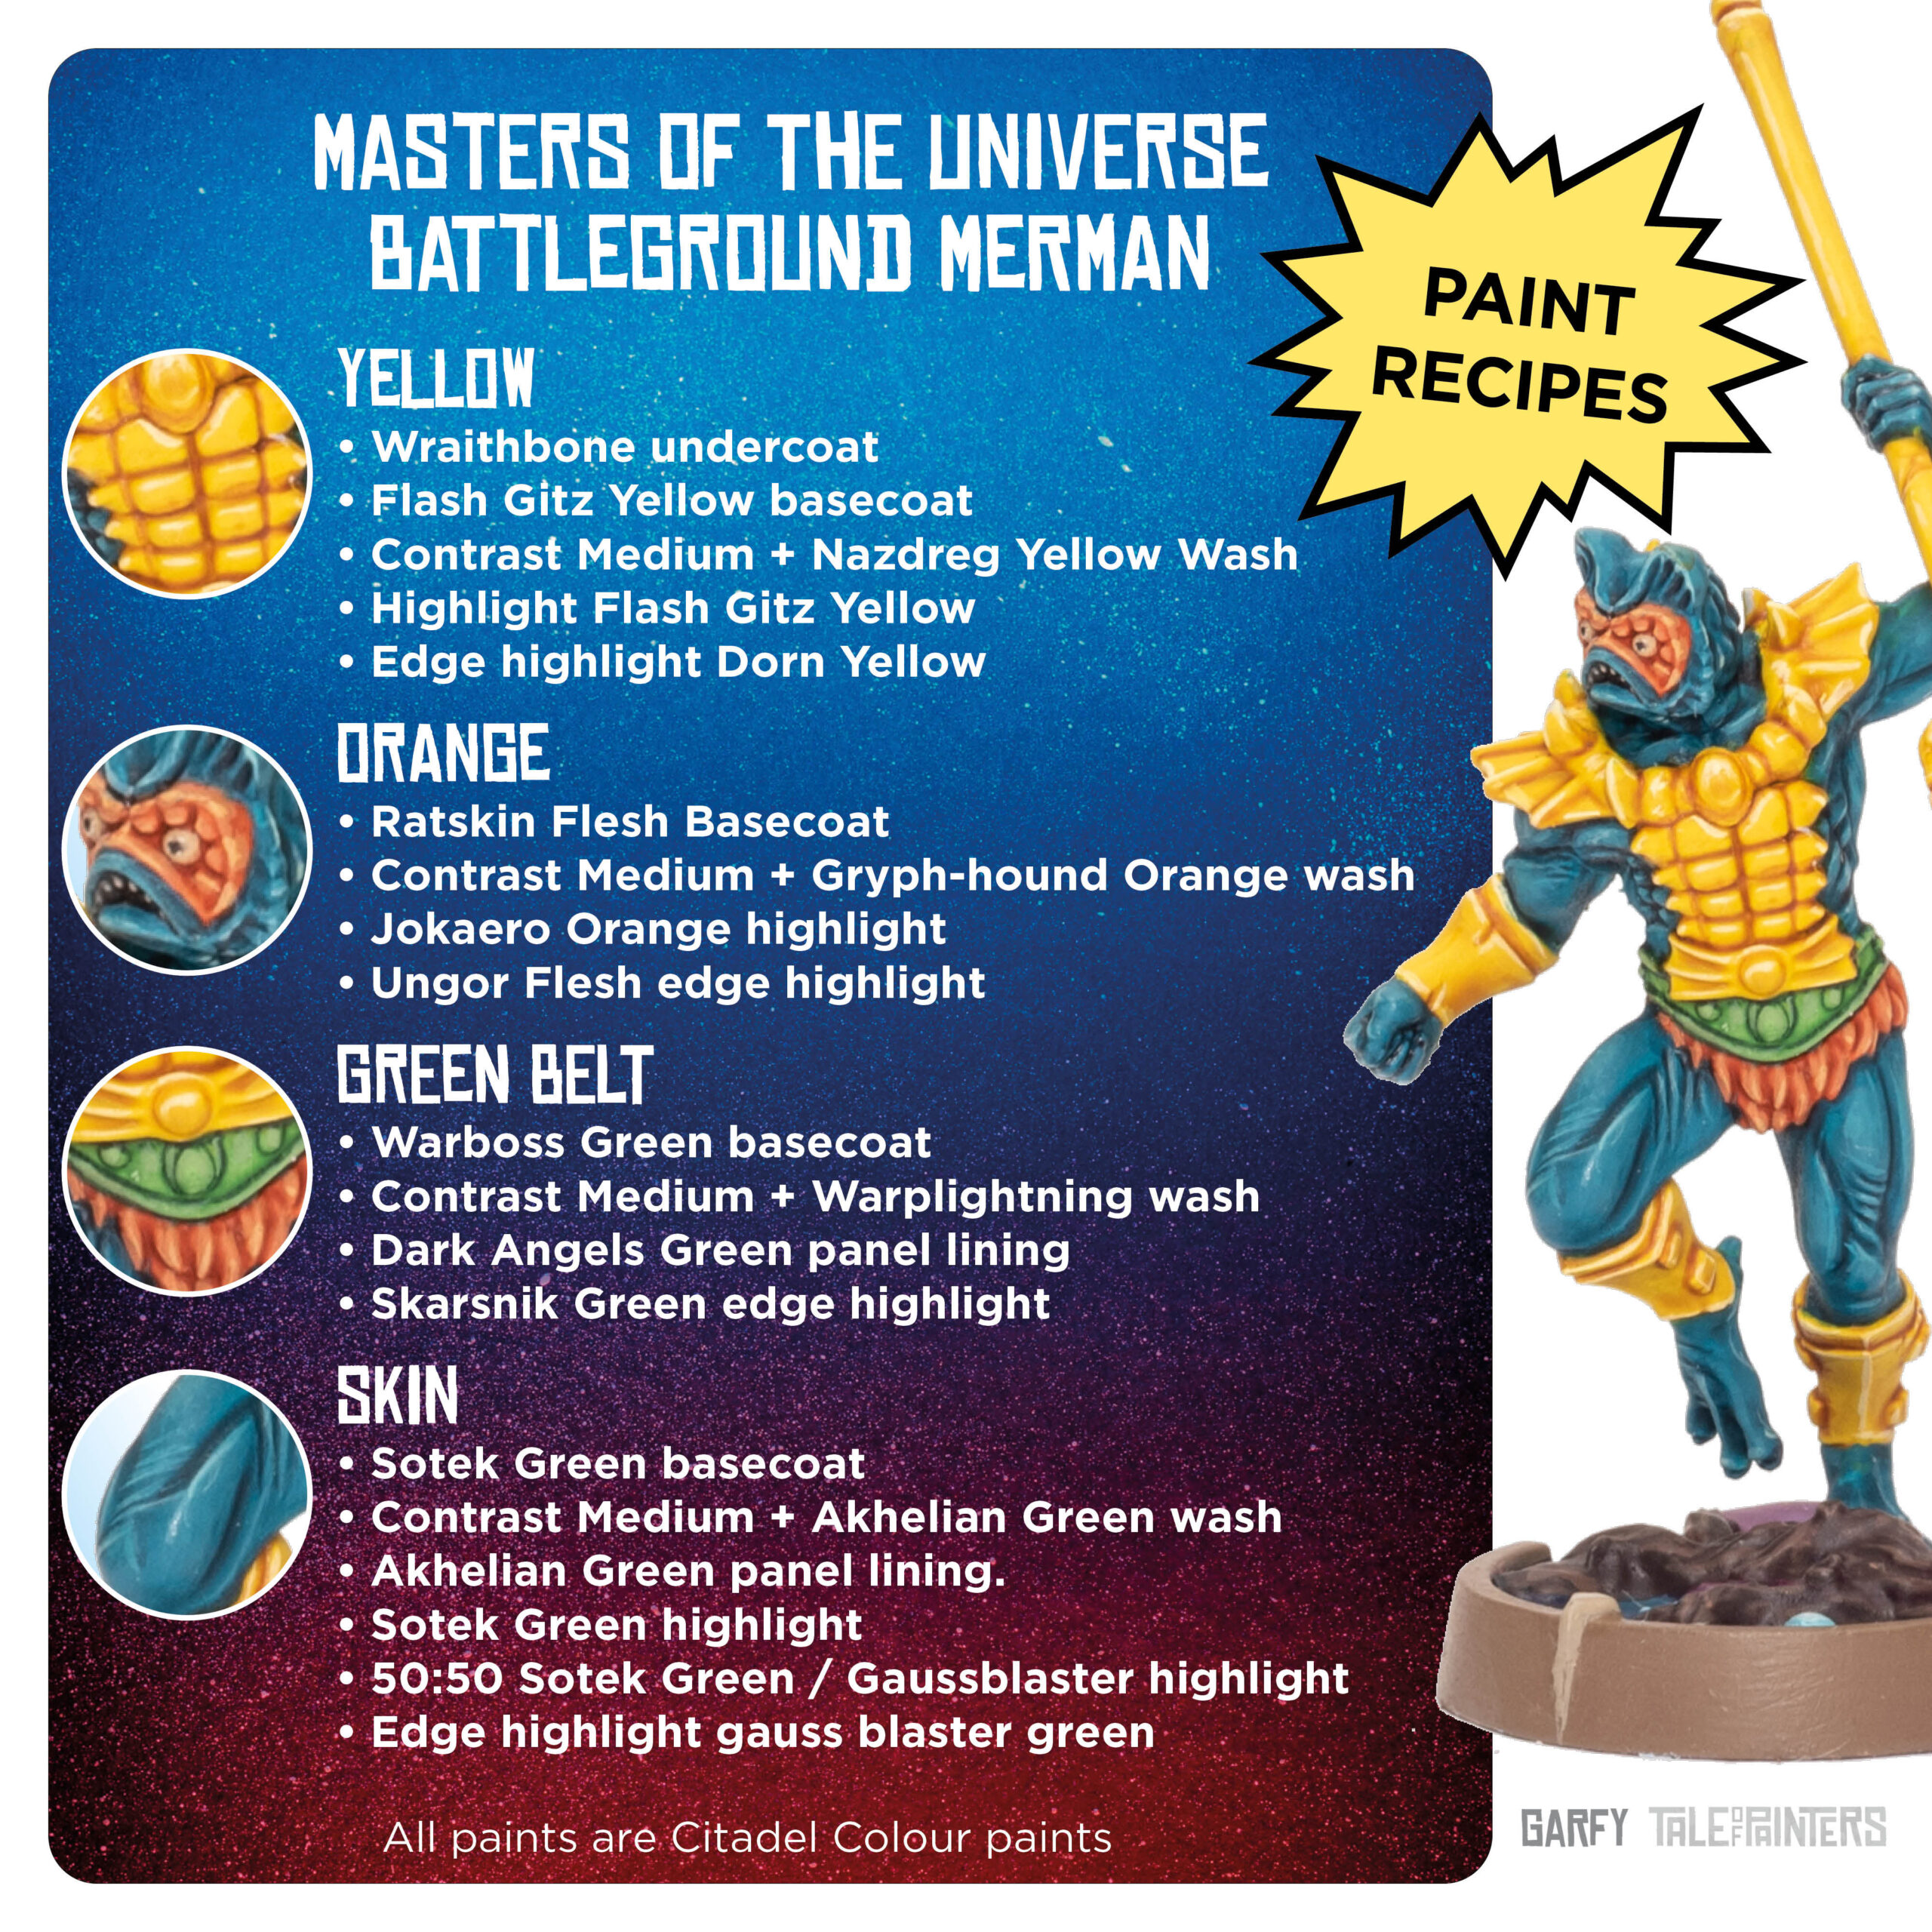 MASTERS OF THE UNIVERSE
BATTLEGROUND MERMAN
PAINT
RECIPES
YELLOW
• Wraithbone undercoat
• Flash Gitz Yellow basecoat
• Contrast Medium + Nazdreg Yellow Wash
• Highlight Flash Gitz Yellow
• Edge highlight Dorn Yellow
ORANGE
• Ratskin Flesh Basecoat
• Contrast Medium + Gryph-hound Orange wash
• Jokaero Orange highlight
• Ungor Flesh edge highlight
GREEN BELT
• Warboss Green basecoat
• Contrast Medium + Warplightning wash
• Dark Angels Green panel lining
• Skarsnik Green edge highlight
SKIN
• Sotek Green basecoat
• Contrast Medium + Akhelian Green wash
• Akhelian Green panel lining.
• Sotek Green highlight
• 50:50 Sotek Green / Gaussblaster highlight
• Edge highlight gauss blaster green
All paints are Citadel Colour paints
GARFY TALE OF PAINTERS